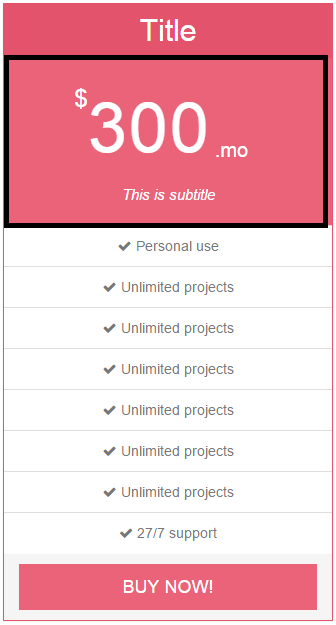 Title
$300 .mo
This is subtitle
Personal use
Unlimited projects
Unlimited projects
Unlimited projects
Unlimited projects
Unlimited projects
Unlimited projects
27/7 support
BUY NOW!